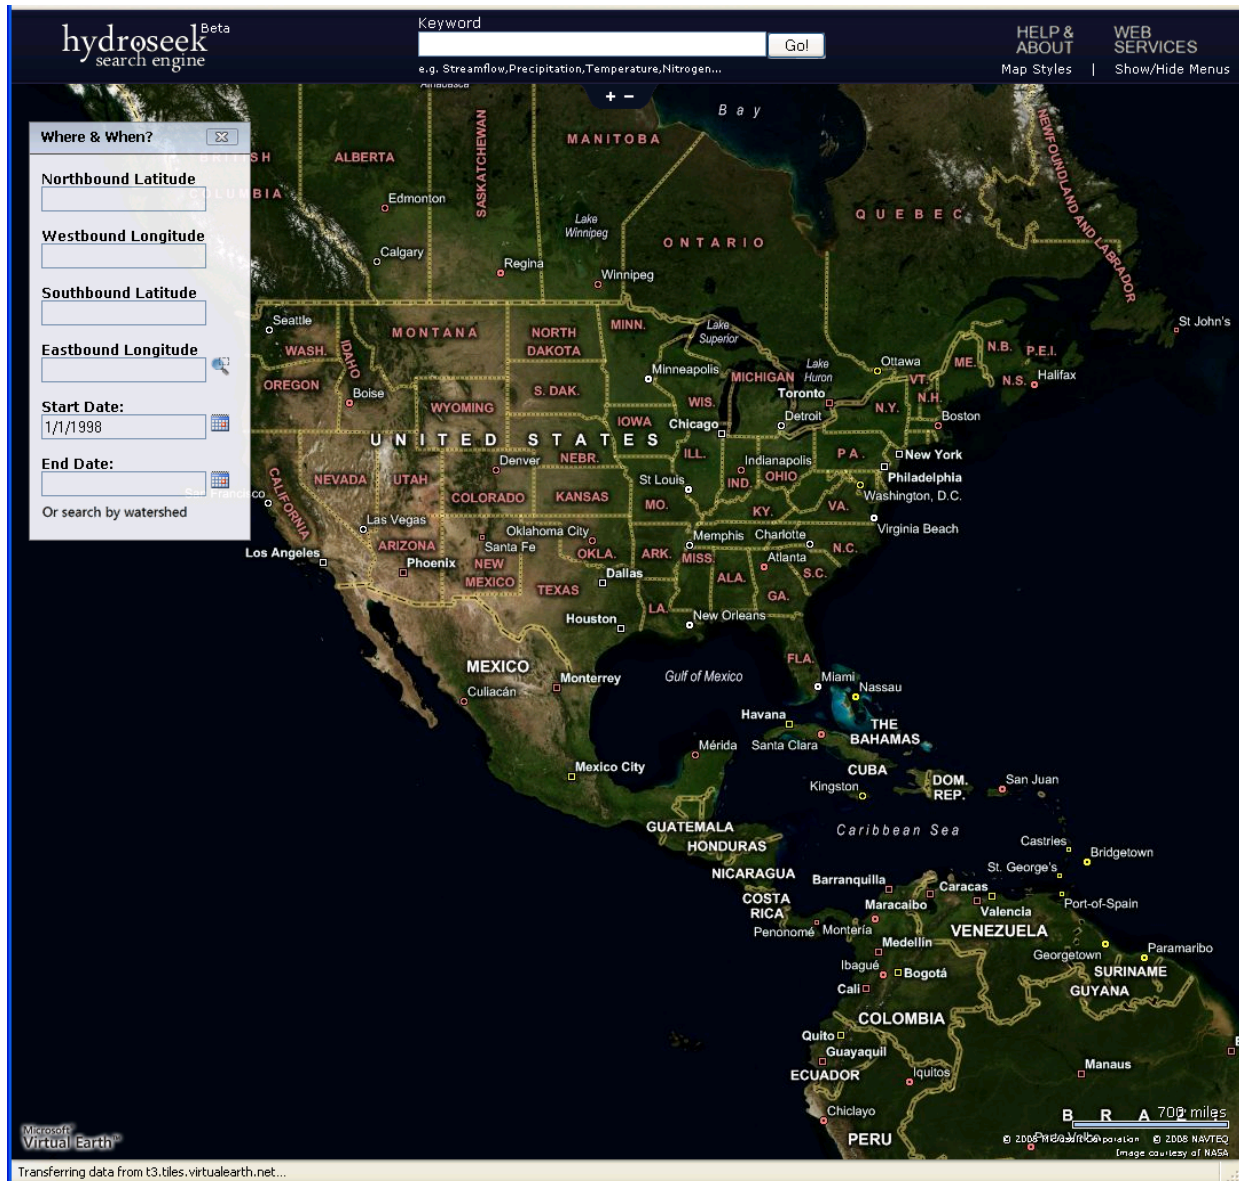 hydroseek Beta
search engine
Keyword
Go!
e.g. Streamflow,Precipitation,Temperature,Nitrogen...
HELP & ABOUT
WEB SERVICES
Map Styles | Show/Hide Menus
+ −
Where & When?
Northbound Latitude
Westbound Longitude
Southbound Latitude
Eastbound Longitude
Start Date:
1/1/1998
End Date:
Or search by watershed
Bay
MANITOBA
ALBERTA
SASKATCHEWAN
BRITISH COLUMBIA
NEWFOUNDLAND AND LABRADOR
Edmonton
Lake Winnipeg
QUEBEC
ONTARIO
Calgary
Regina
Winnipeg
Seattle
St John's
WASH.
MONTANA
NORTH DAKOTA
MINN.
Lake Superior
N.B.
P.E.I.
IDAHO
Ottawa
ME.
Minneapolis
MICHIGAN
Lake Huron
VT.
N.S.
Halifax
OREGON
Boise
S. DAK.
WIS.
Toronto
N.H.
WYOMING
IOWA
Chicago
Detroit
N.Y.
Boston
UNITED STATES
Denver
NEBR.
ILL.
Indianapolis
PA.
New York
NEVADA
UTAH
St Louis
IND.
OHIO
Philadelphia
San Francisco
CALIFORNIA
COLORADO
KANSAS
MO.
KY.
VA.
Washington, D.C.
Las Vegas
Oklahoma City
Memphis
Charlotte
Virginia Beach
Los Angeles
ARIZONA
Santa Fe
OKLA.
ARK.
MISS.
Atlanta
N.C.
Phoenix
NEW MEXICO
Dallas
ALA.
S.C.
TEXAS
GA.
Houston
LA.
New Orleans
FLA.
MEXICO
Monterrey
Gulf of Mexico
Miami
Culiacán
Nassau
Havana
THE BAHAMAS
Mérida
Santa Clara
Mexico City
CUBA
Kingston
DOM. REP.
San Juan
GUATEMALA
Caribbean Sea
HONDURAS
Castries
Bridgetown
NICARAGUA
St. George's
Barranquilla
Caracas
COSTA RICA
Maracaibo
Valencia
Port-of-Spain
Penonomé
Montería
VENEZUELA
Medellín
Georgetown
Paramaribo
Ibagué
Bogotá
SURINAME
Cali
GUYANA
COLOMBIA
Quito
Guayaquil
ECUADOR
Iquitos
Manaus
Chiclayo
PERU
700 miles
Microsoft
Virtual Earth™
© 2008 Microsoft Corporation © 2008 NAVTEQ
Image courtesy of NASA
Transferring data from t3.tiles.virtualearth.net...